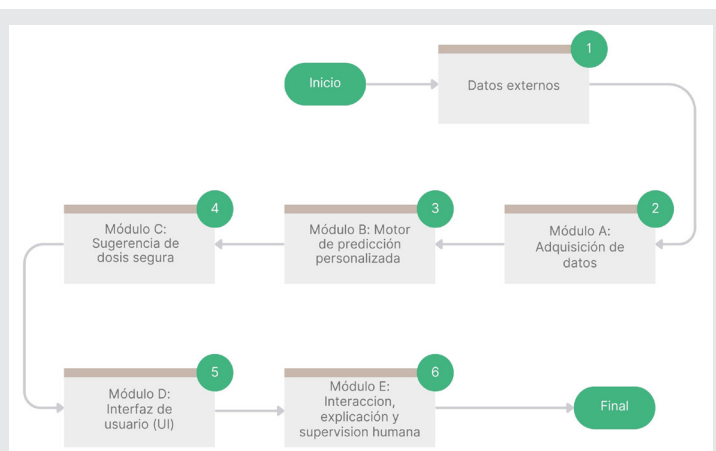 1
Inicio
Datos externos
4
3
2
Módulo C:
Sugerencia de
dosis segura
Módulo B: Motor
de predicción
personalizada
Módulo A:
Adquisición de
datos
5
6
Módulo D:
Interfaz de
usuario (UI)
Módulo E:
Interaccion,
explicación y
supervision humana
Final